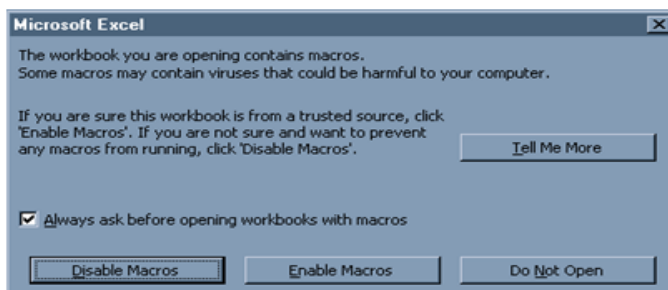 Microsoft Excel
The workbook you are opening contains macros.
Some macros may contain viruses that could be harmful to your computer.
If you are sure this workbook is from a trusted source, click
'Enable Macros'. If you are not sure and want to prevent
any macros from running, click 'Disable Macros'.
Tell Me More
Always ask before opening workbooks with macros
Disable Macros
Enable Macros
Do Not Open